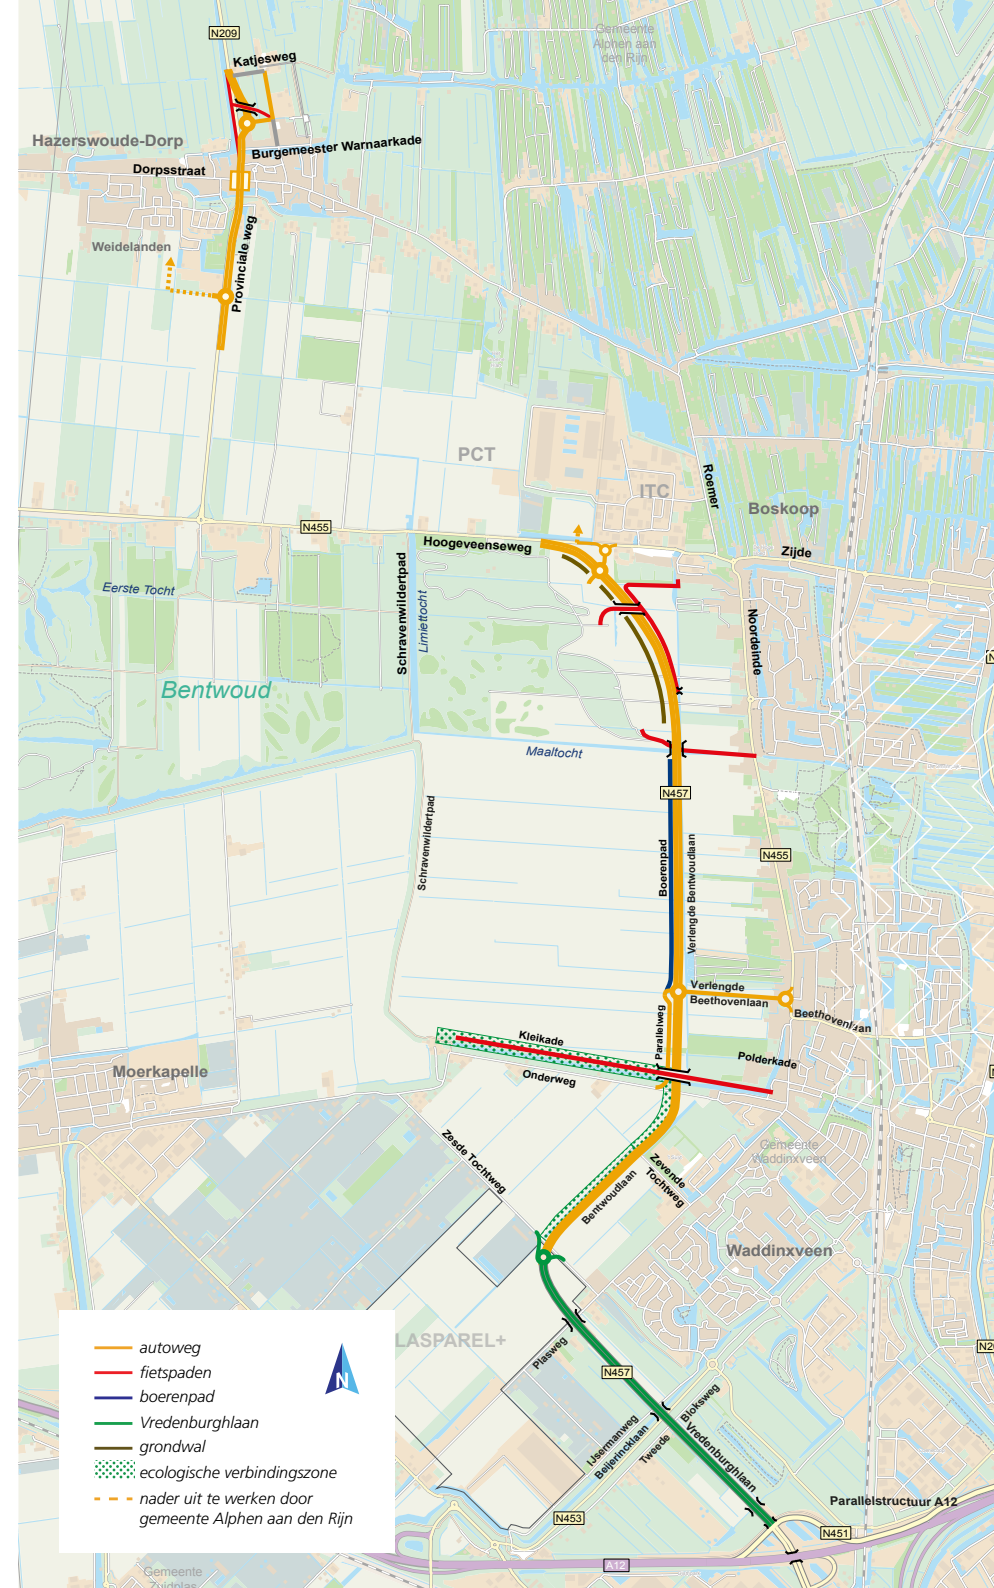 N209
Gemeente
Alphen aan
den Rijn
Katjesweg
Hazerswoude-Dorp
Burgemeester Warnaarkade
Dorpsstraat
Weidelanden
Provinciale weg
PCT
ITC
Roemer
Boskoop
N455
Hoogeveenseweg
Zijde
Eerste Tocht
Schravenwildertpad
Limiettocht
Noordeinde
Bentwoud
Maaltocht
N457
Schravenwildertpad
Boerenpad
Verlengde Bentwoudlaan
N455
Verlengde
Beethovenlaan
Beethovenlaan
Parallelweg
Kleikade
Polderkade
Moerkapelle
Onderweg
Zesde Tochtweg
Gemeente
Waddinxveen
Zevende
Tochtweg
Bentwoudlaan
Waddinxveen
LASPAREL+
Plasweg
N457
Bloksweg
IJsermanweg
Beijerincklaan
Tweede
Vredenburghlaan
Parallelstructuur A12
N453
N451
A12
Gemeente
Zuidplas
N
autoweg
fietspaden
boerenpad
Vredenburghlaan
grondwal
ecologische verbindingszone
nader uit te werken door
gemeente Alphen aan den Rijn